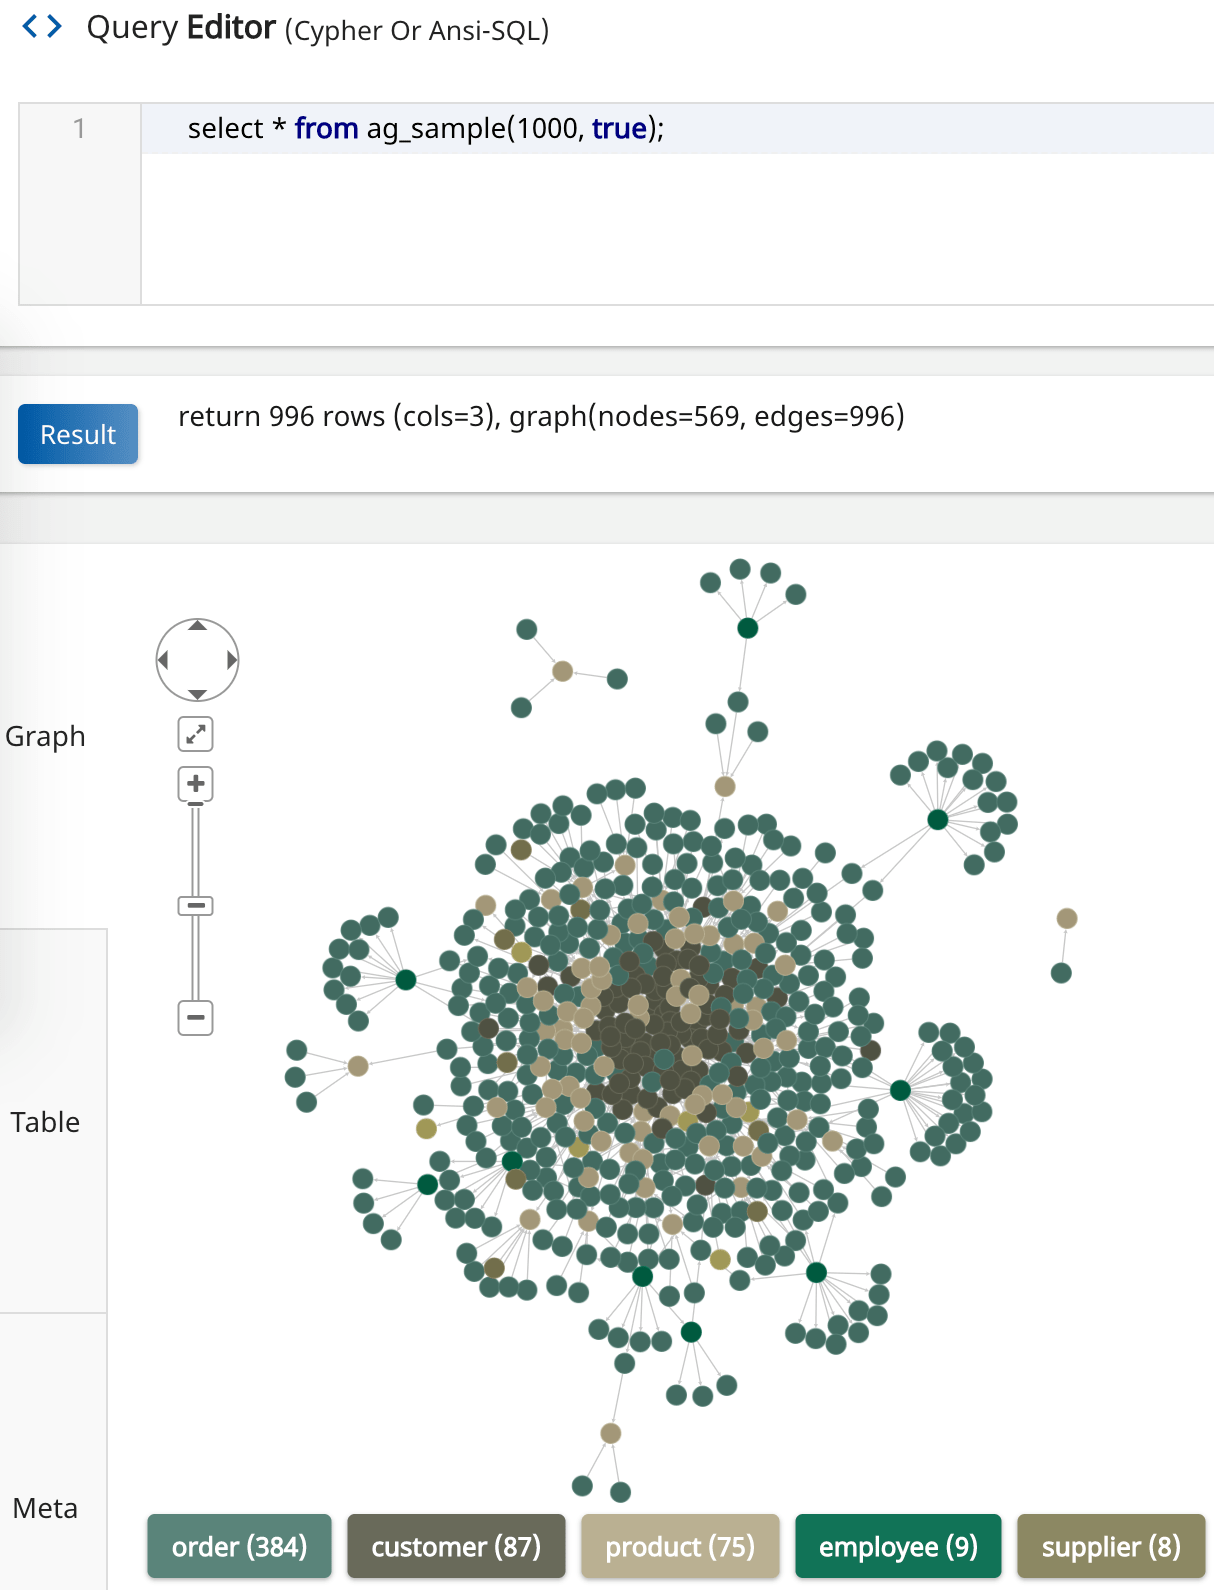 Query Editor (Cypher Or Ansi-SQL)
1 select * from ag_sample(1000, true);
Result return 996 rows (cols=3), graph(nodes=569, edges=996)
Graph
Table
Meta
order (384) customer (87) product (75) employee (9) supplier (8)